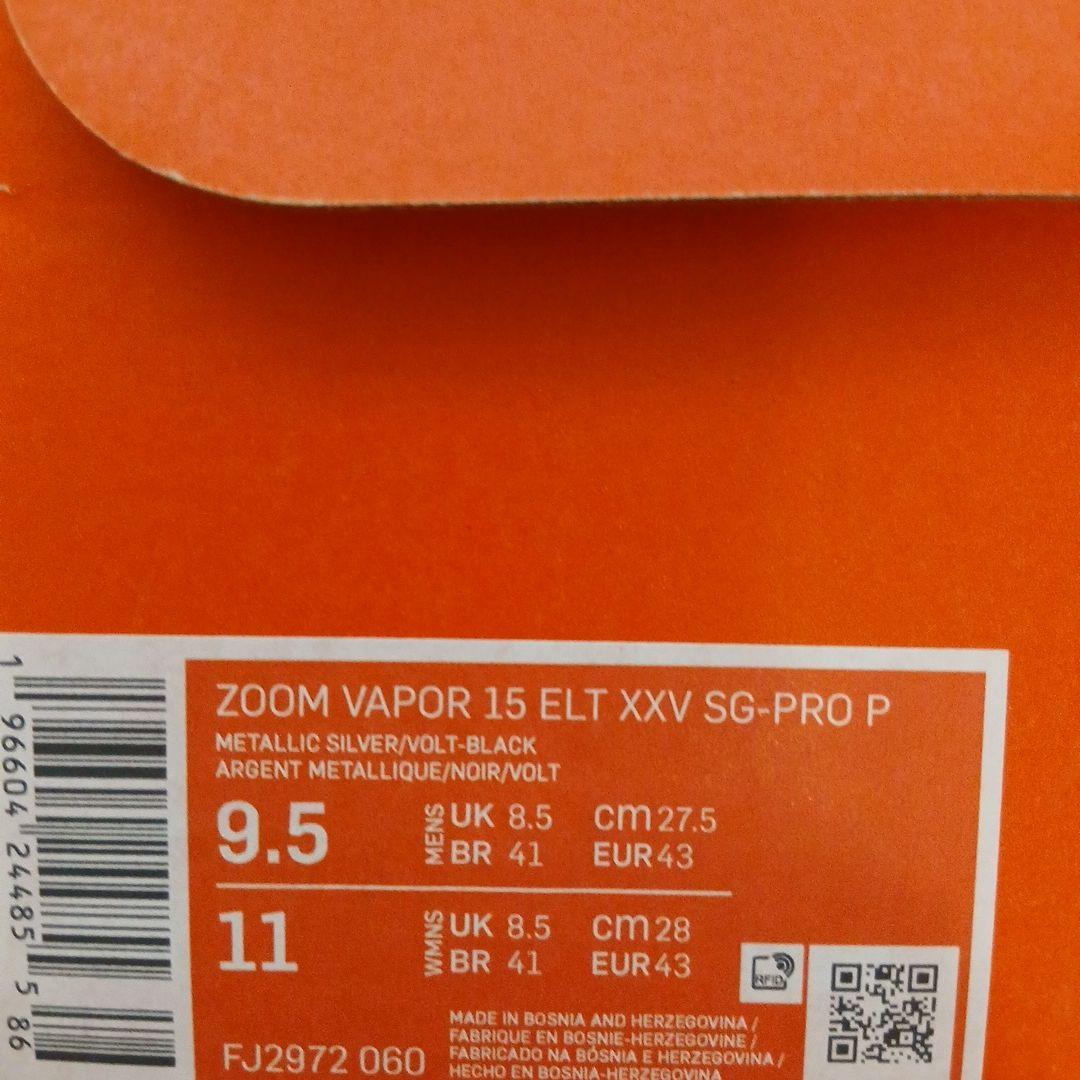 ZOOM VAPOR 15 ELT XXV SG-PRO P
METALLIC SILVER/VOLT-BLACK
ARGENT METALLIQUE/NOIR/VOLT
9.5 MENS UK 8.5 cm 27.5
BR 41 EUR 43
11 WMNS UK 8.5 cm 28
BR 41 EUR 43
RFID
FJ2972 060
MADE IN BOSNIA AND HERZEGOVINA /
FABRIQUE EN BOSNIE-HERZEGOVINE /
FABRICADO NA BÓSNIA E HERZEGOVINA /
HECHO EN BOSNIA-HERZEGOVINA
1 96604 24485 5 86